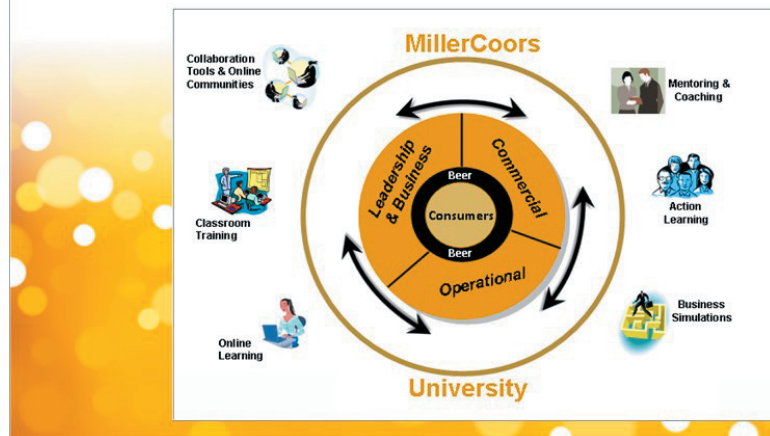 MillerCoors
Collaboration
Tools & Online
Communities
Mentoring &
Coaching
Leadership
& Business
Commercial
Beer
Consumers
Beer
Operational
Classroom
Training
Action
Learning
Online
Learning
Business
Simulations
University